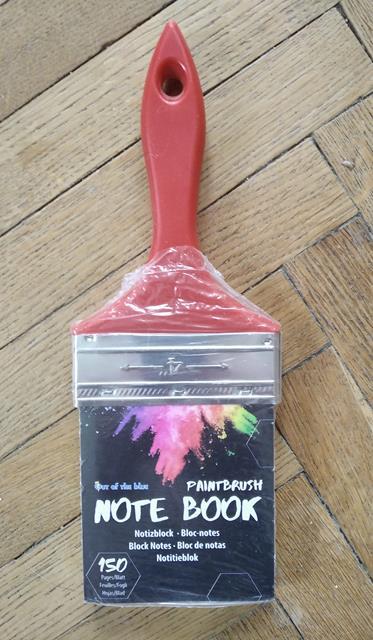 Out of the blue
PAINTBRUSH
NOTE BOOK
Notizblock · Bloc-notes
Block Notes · Bloc de notas
Notitieblok
150
Pages/Blatt
Feuilles/Fogli
Hojas/Blad